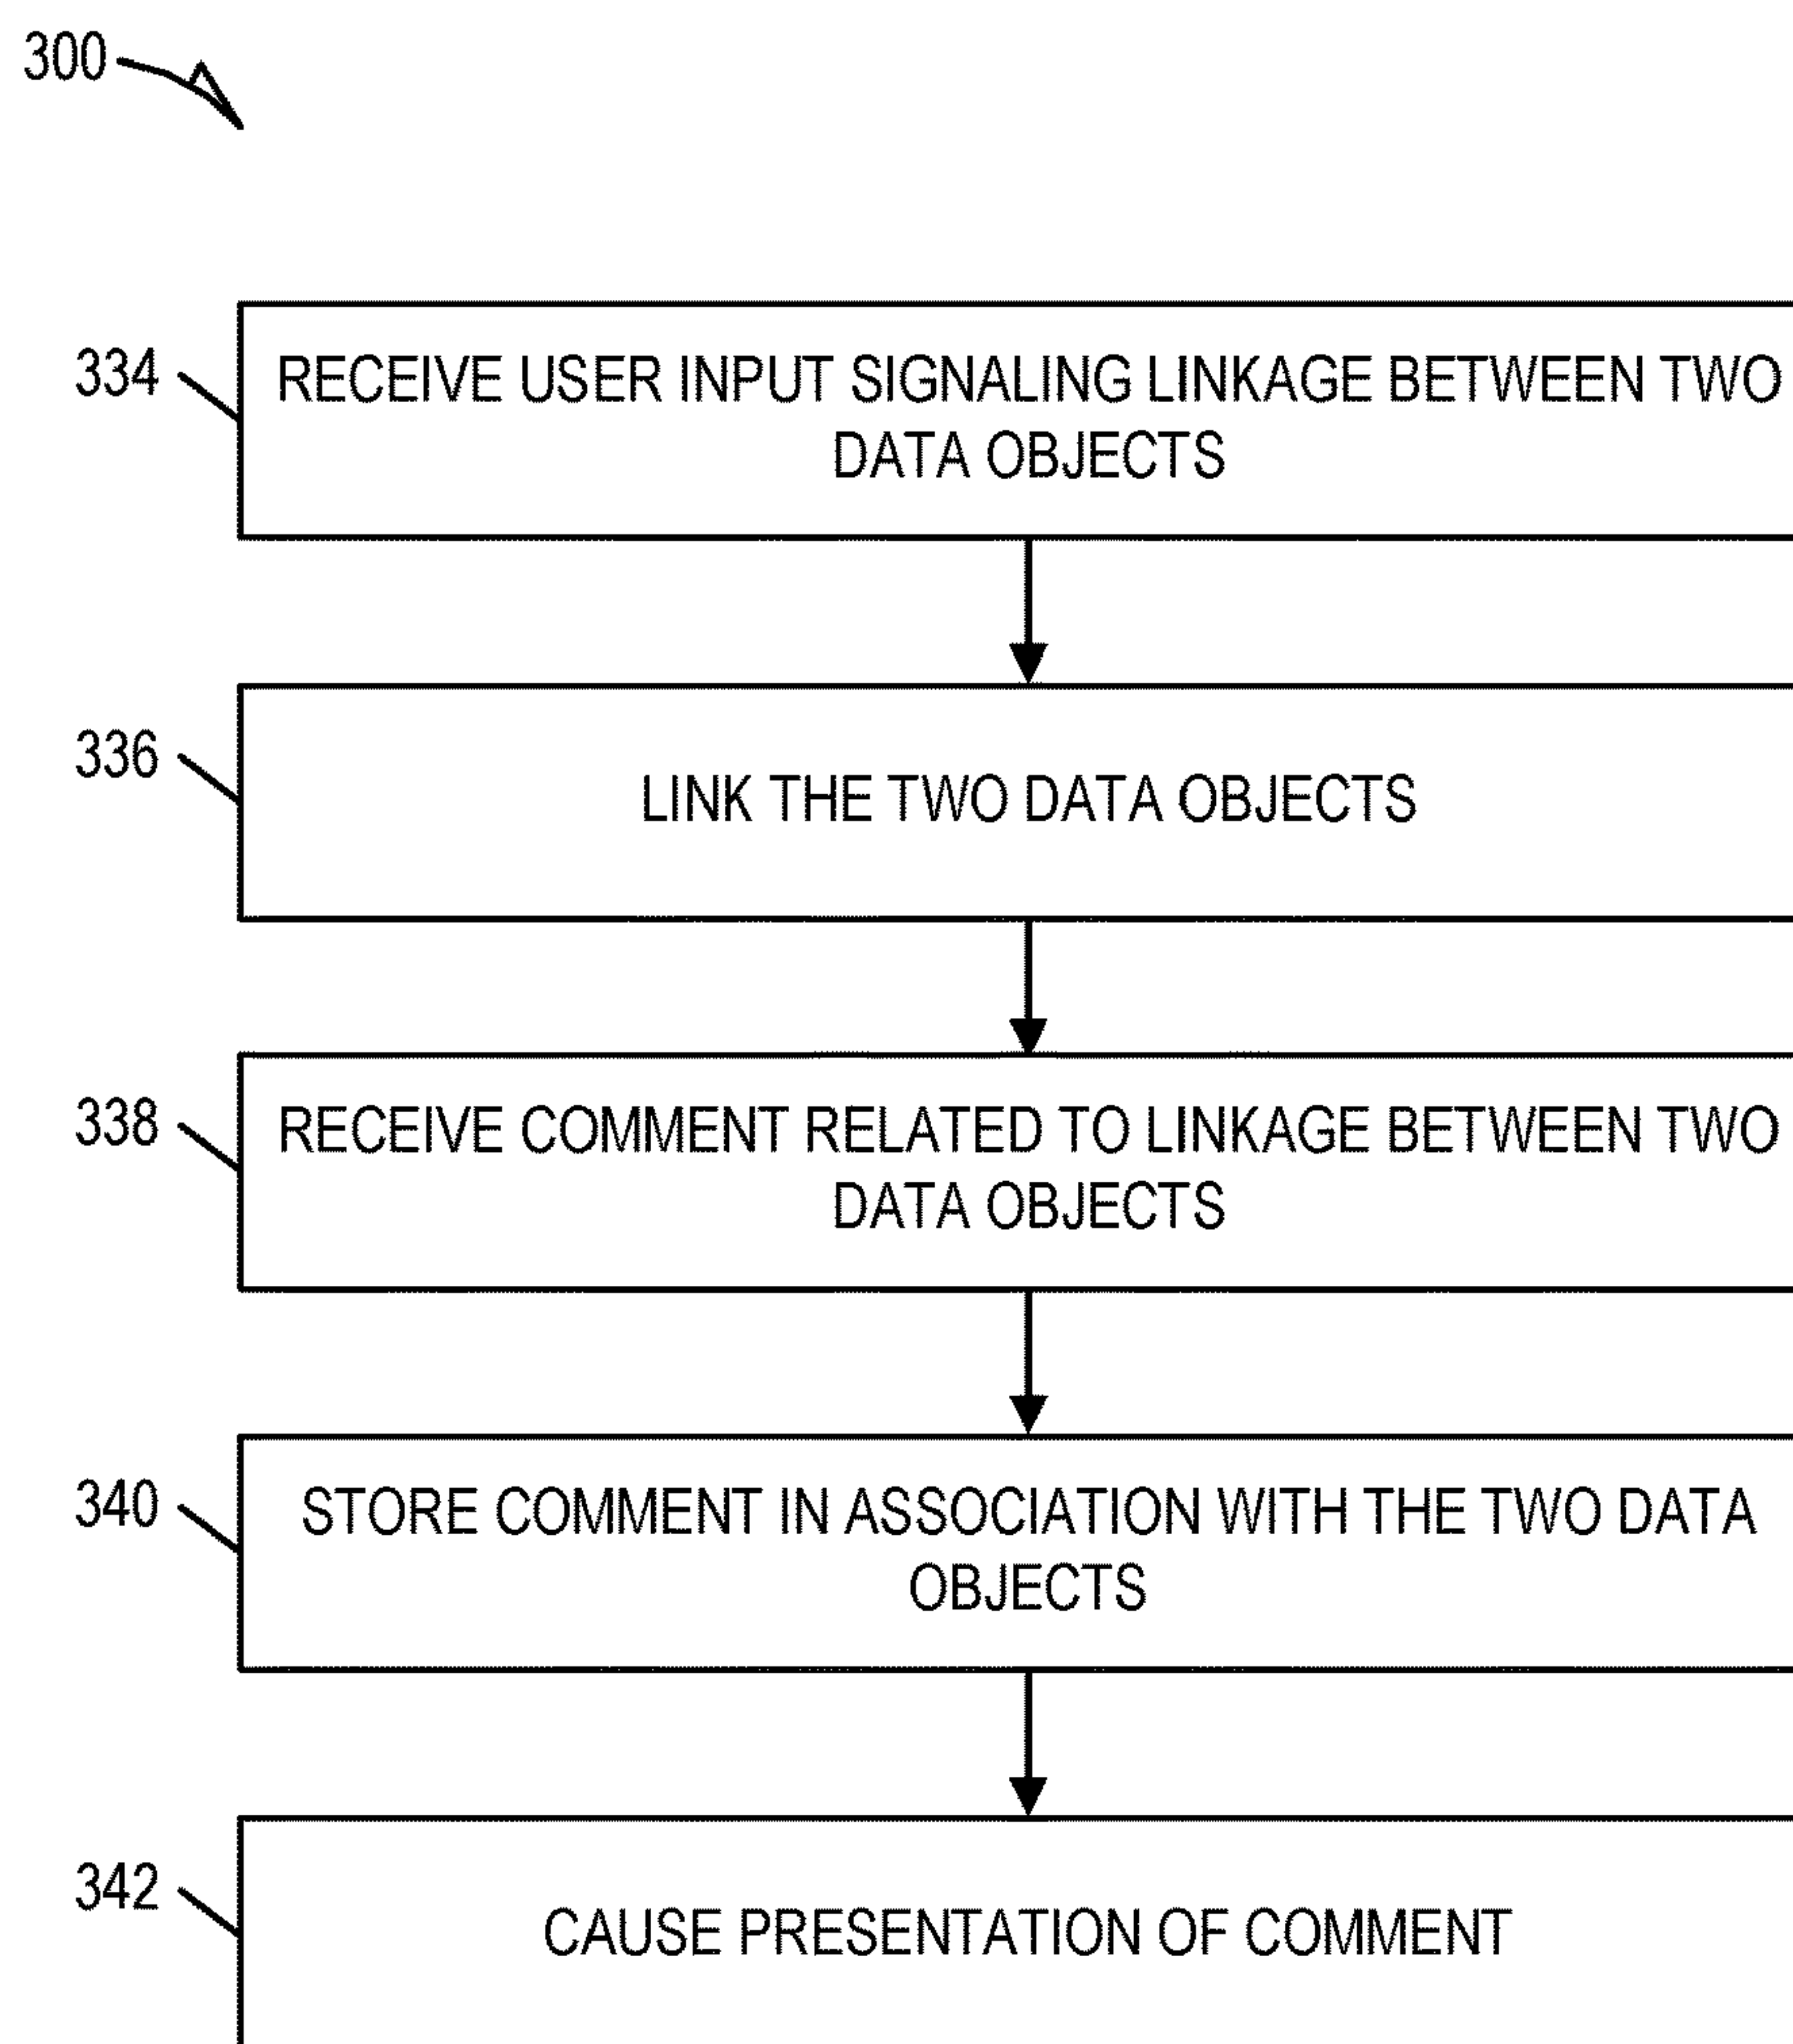 300
334
RECEIVE USER INPUT SIGNALING LINKAGE BETWEEN TWO
DATA OBJECTS
336
LINK THE TWO DATA OBJECTS
338
RECEIVE COMMENT RELATED TO LINKAGE BETWEEN TWO
DATA OBJECTS
340
STORE COMMENT IN ASSOCIATION WITH THE TWO DATA
OBJECTS
342
CAUSE PRESENTATION OF COMMENT